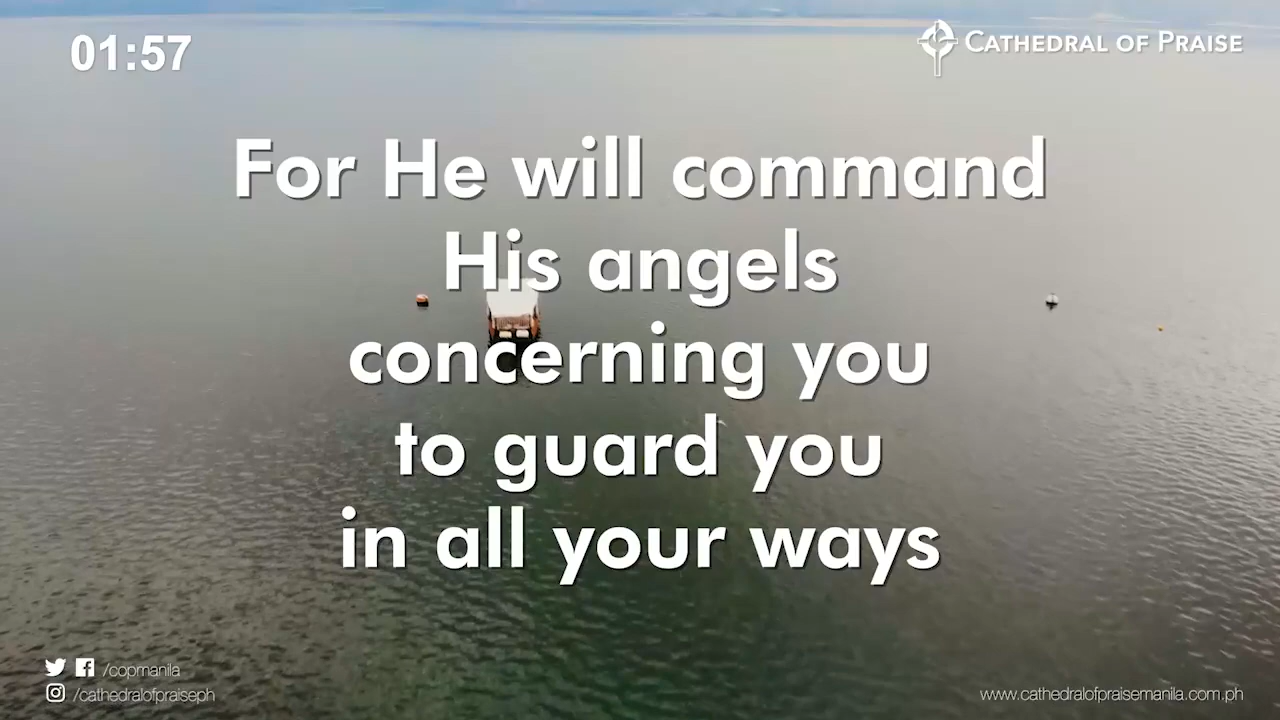 01:57
CATHEDRAL OF PRAISE
For He will command
His angels
concerning you
to guard you
in all your ways
/copmanila
/cathedralofpraiseph
www.cathedralofpraisemanila.com.ph